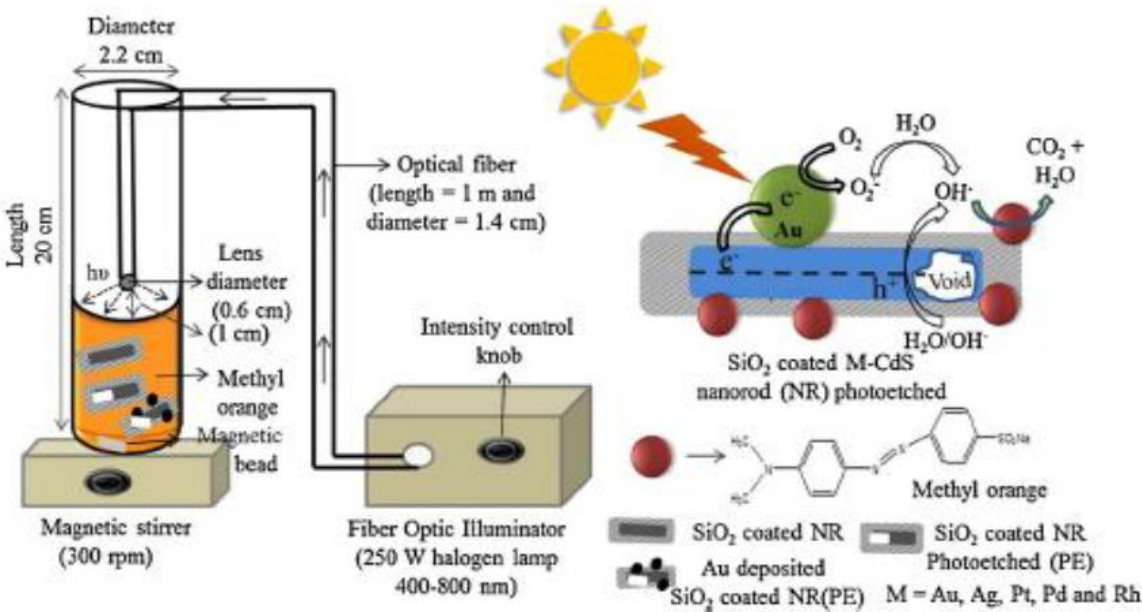 Diameter
2.2 cm
Length
20 cm
hυ
Lens
diameter
(0.6 cm)
(1 cm)
Methyl
orange
Magnetic
bead
Magnetic stirrer
(300 rpm)
Optical fiber
(length = 1 m and
diameter = 1.4 cm)
Intensity control
knob
Fiber Optic Illuminator
(250 W halogen lamp
400-800 nm)
O₂
O₂⁻
H₂O
OH·
CO₂ +
H₂O
e⁻
Au
e⁻
h⁺
Void
H₂O/OH⁻
SiO₂ coated M-CdS
nanorod (NR) photoetched
H₃C
N
H₃C
N
N
SO₃Na
Methyl orange
SiO₂ coated NR
SiO₂ coated NR
Photoetched (PE)
Au deposited
SiO₂ coated NR(PE)
M = Au, Ag, Pt, Pd and Rh